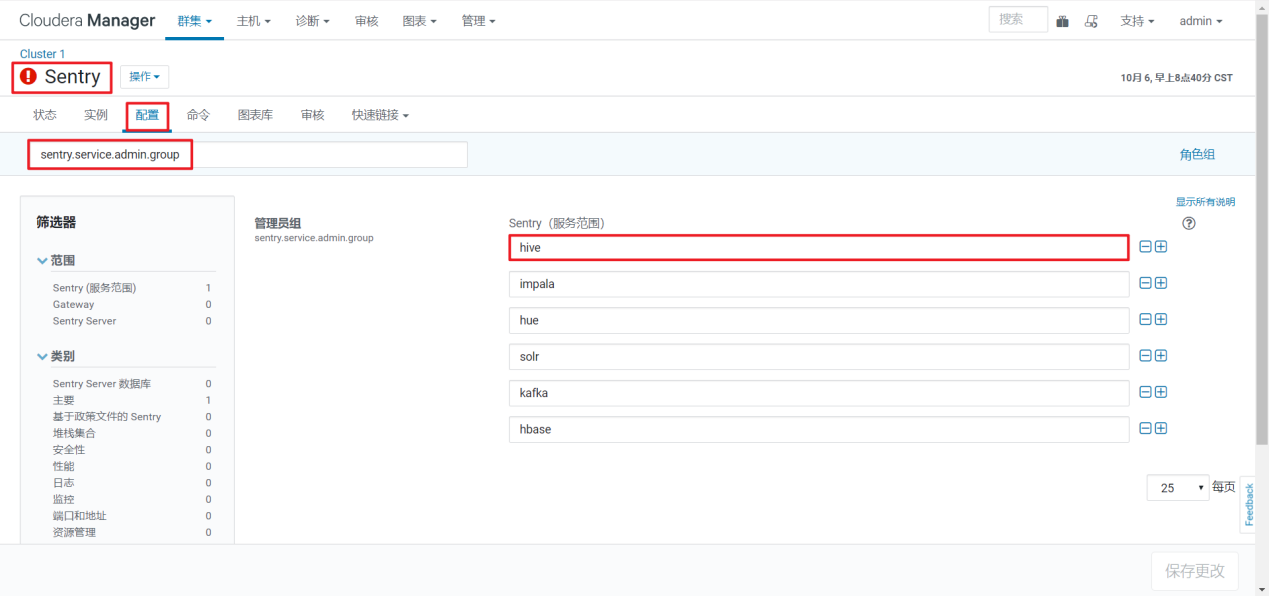 Cloudera Manager 群集 主机 诊断 审核 图表 管理 搜索 支持 admin
Cluster 1
Sentry 操作
10月 6, 早上8点40分 CST
状态 实例 配置 命令 图表库 审核 快速链接
sentry.service.admin.group
角色组
显示所有说明
筛选器
范围
Sentry (服务范围) 1
Gateway 0
Sentry Server 0
类别
Sentry Server 数据库 0
主要 1
基于政策文件的 Sentry 0
堆栈集合 0
安全性 0
性能 0
日志 0
监控 0
端口和地址 0
资源管理 0
管理员组
sentry.service.admin.group
Sentry（服务范围）
hive
impala
hue
solr
kafka
hbase
25 每页
Feedback
保存更改